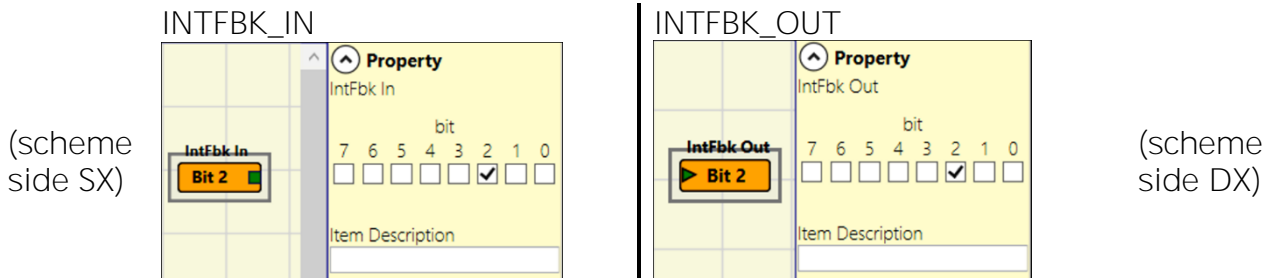 INTFBK_IN
Property
IntFbk In
bit
7 6 5 4 3 2 1 0
Item Description
IntFbk In
Bit 2
(scheme
side SX)
INTFBK_OUT
Property
IntFbk Out
bit
7 6 5 4 3 2 1 0
Item Description
IntFbk Out
Bit 2
(scheme
side DX)